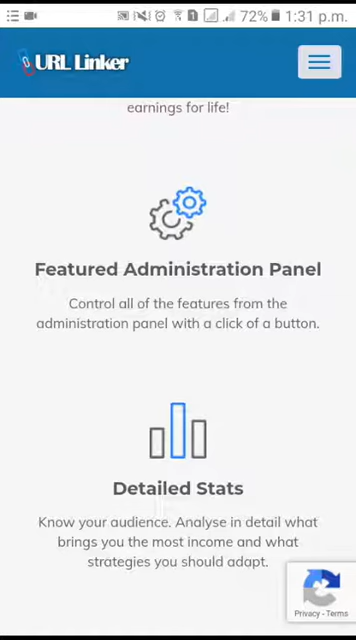 72% 1:31 p.m.
URL Linker
earnings for life!
Featured Administration Panel
Control all of the features from the
administration panel with a click of a button.
Detailed Stats
Know your audience. Analyse in detail what
brings you the most income and what
strategies you should adapt.
Privacy - Terms